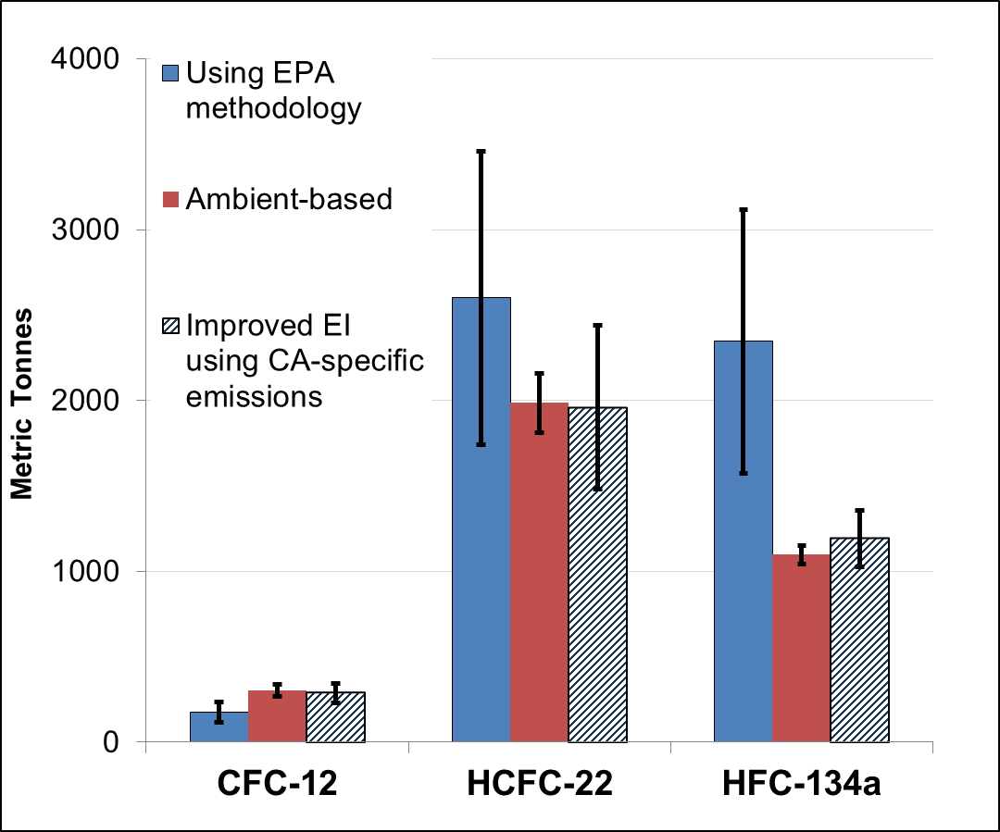 4000
3000
2000
1000
0
Metric Tonnes
Using EPA
methodology
Ambient-based
Improved EI
using CA-specific
emissions
CFC-12
HCFC-22
HFC-134a